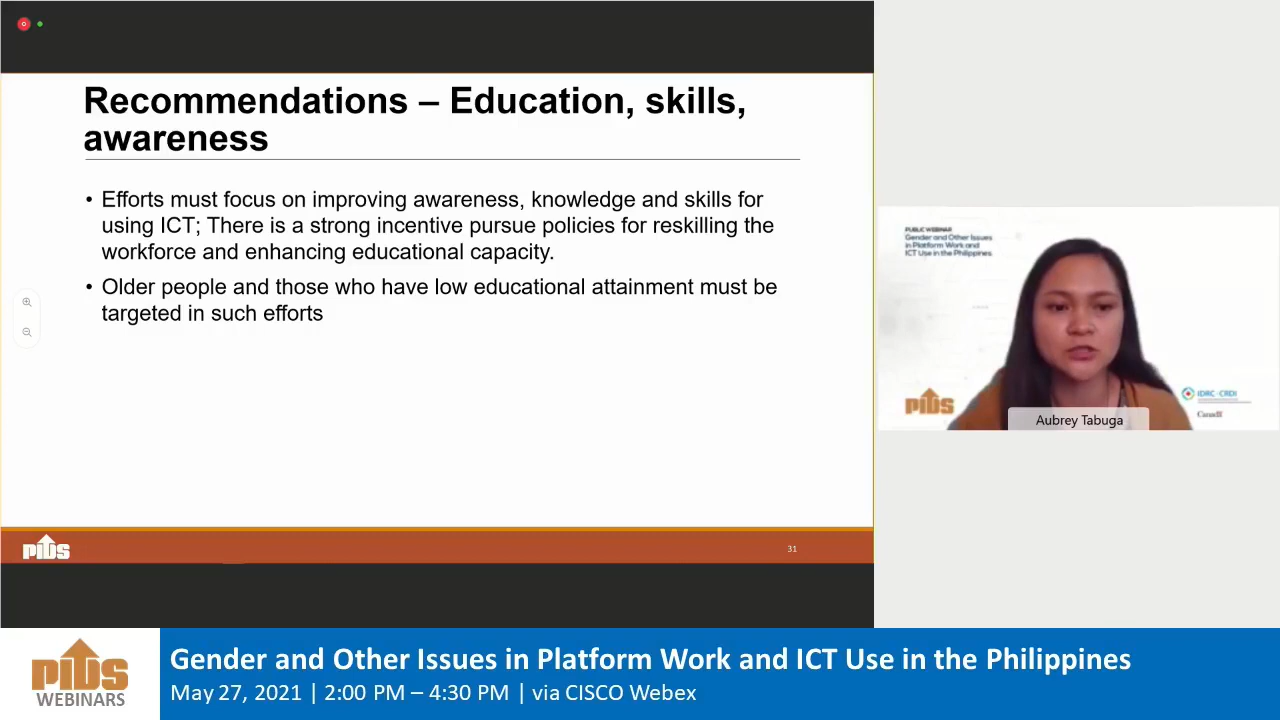 Recommendations – Education, skills,
awareness
• Efforts must focus on improving awareness, knowledge and skills for
using ICT; There is a strong incentive pursue policies for reskilling the
workforce and enhancing educational capacity.
• Older people and those who have low educational attainment must be
targeted in such efforts
PIDS
31
PUBLIC WEBINAR
Gender and Other Issues
in Platform Work and
ICT Use in the Philippines
PIDS
IDRC · CRDI
Canada
Aubrey Tabuga
PIDS
WEBINARS
Gender and Other Issues in Platform Work and ICT Use in the Philippines
May 27, 2021 | 2:00 PM – 4:30 PM | via CISCO Webex